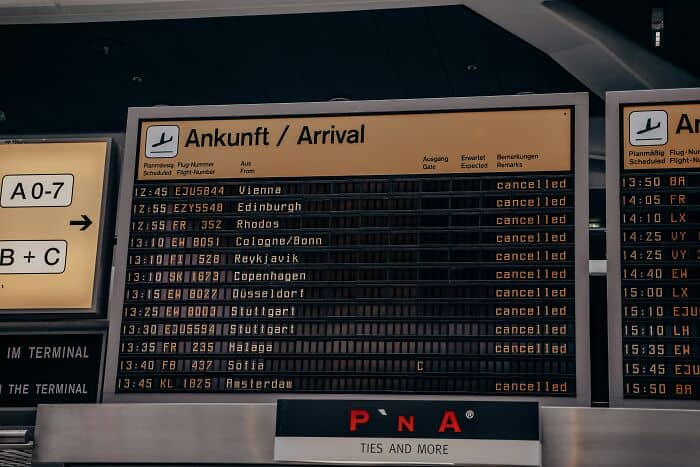 Ankunft / Arrival
Planmässig Flug-Nummer Aus Ausgang Erwartet Bemerkungen
Scheduled Flight-Number From Gate Expected Remarks
12:45 EJU5844 Vienna cancelled
12:55 EZY5548 Edinburgh cancelled
12:55 FR 352 Rhodos cancelled
13:10 EW 8051 Cologne/Bonn cancelled
13:10 FI 528 Reykjavik cancelled
13:10 SK 1673 Copenhagen cancelled
13:15 EW 8027 Düsseldorf cancelled
13:25 EW 8003 Stuttgart cancelled
13:30 EJU5594 Stuttgart cancelled
13:35 FR 235 Malaga cancelled
13:40 FB 437 Sofia C
13:45 KL 1825 Amsterdam cancelled
A 0-7
B + C
IM TERMINAL
IN THE TERMINAL
P`NA®
TIES AND MORE
Planmäßig
Scheduled Flight-Nu
13:50 BA
14:05 FR
14:10 LX
14:25 VY
14:25 VY
14:40 EW
15:00 LX
15:10 EJU
15:10 LH
15:35 EW
15:45 EJU
15:50 BA